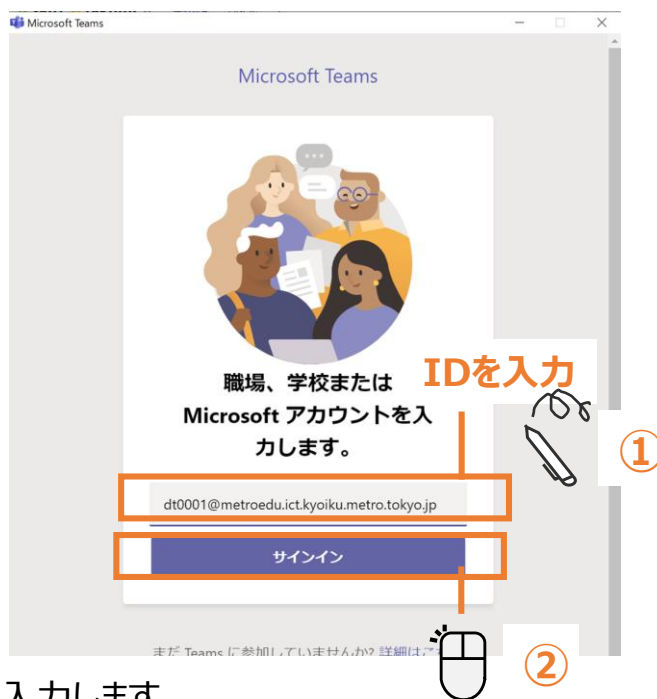 Microsoft Teams
Microsoft Teams
職場、学校または
Microsoft アカウントを入
力します。
IDを入力
①
dt0001@metroedu.ict.kyoiku.metro.tokyo.jp
サインイン
まだ Teams に参加していませんか? 詳細は
②
入力します